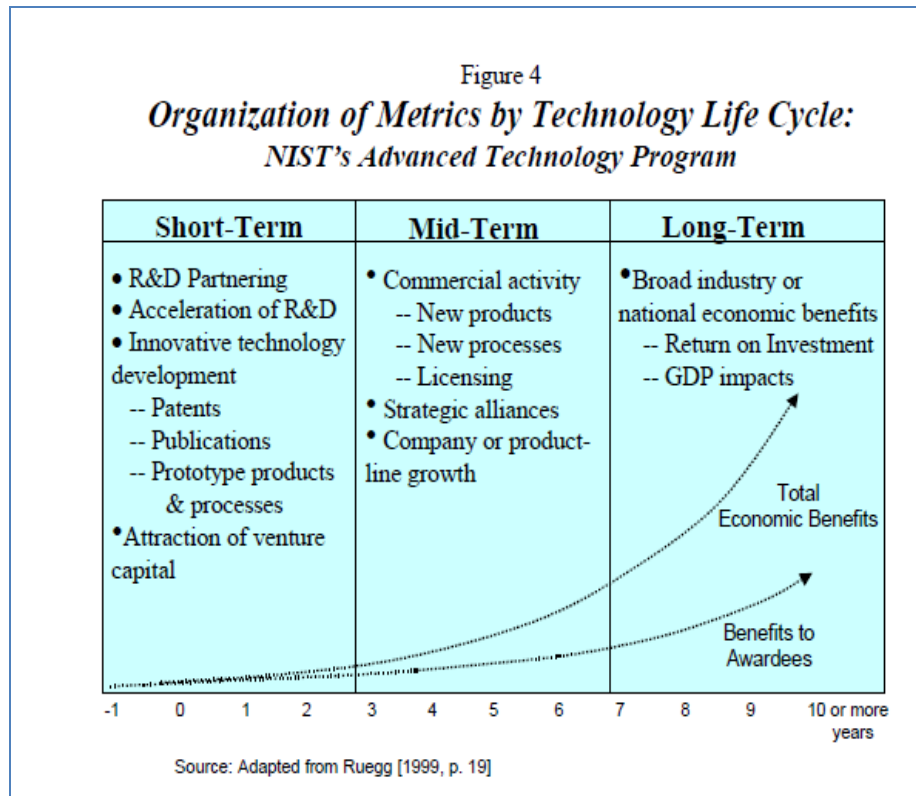 Figure 4
Organization of Metrics by Technology Life Cycle:
NIST's Advanced Technology Program
Short-Term
• R&D Partnering
• Acceleration of R&D
• Innovative technology
development
-- Patents
-- Publications
-- Prototype products
& processes
•Attraction of venture
capital
Mid-Term
• Commercial activity
-- New products
-- New processes
-- Licensing
• Strategic alliances
• Company or product-
line growth
Long-Term
•Broad industry or
national economic benefits
-- Return on Investment
-- GDP impacts
Total
Economic Benefits
Benefits to
Awardees
-1 0 1 2 3 4 5 6 7 8 9 10 or more
years
Source: Adapted from Ruegg [1999, p. 19]